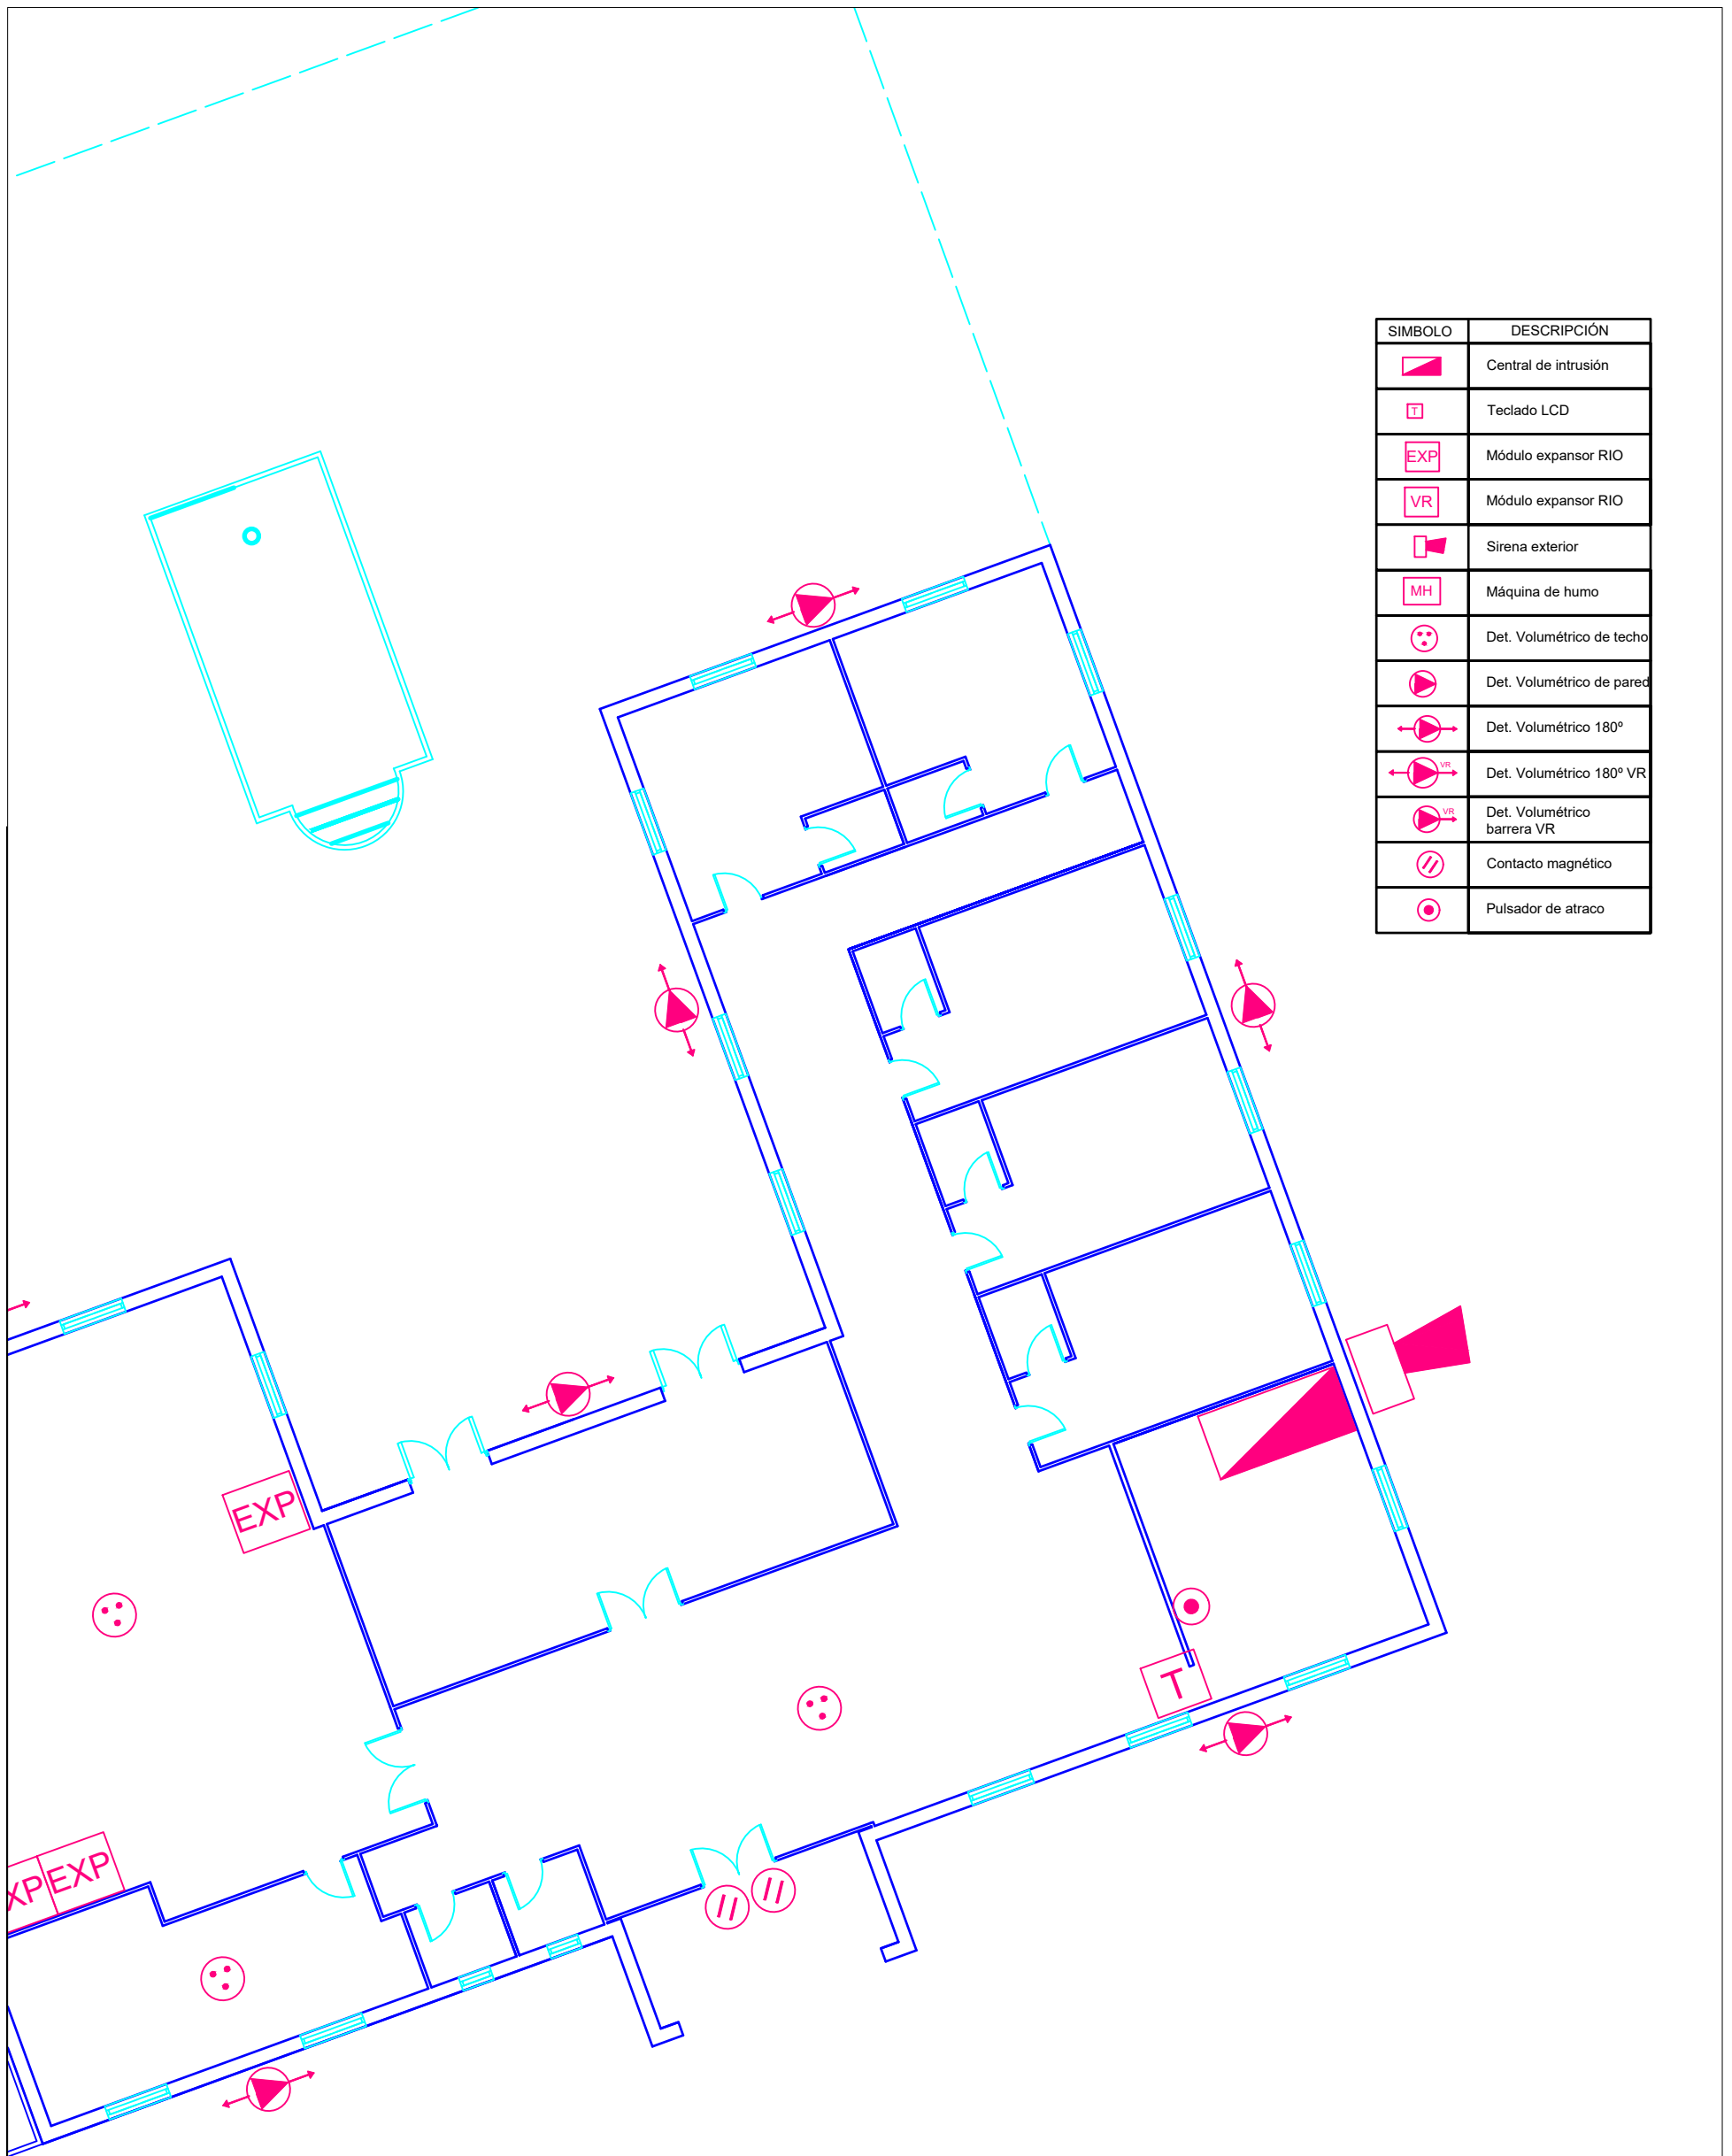 SIMBOLO DESCRIPCIÓN
Central de intrusión
T Teclado LCD
EXP Módulo expansor RIO
VR Módulo expansor RIO
Sirena exterior
MH Máquina de humo
Det. Volumétrico de techo
Det. Volumétrico de pared
Det. Volumétrico 180º
VR Det. Volumétrico 180º VR
VR Det. Volumétrico
barrera VR
Contacto magnético
Pulsador de atraco
EXP
T
XP EXP